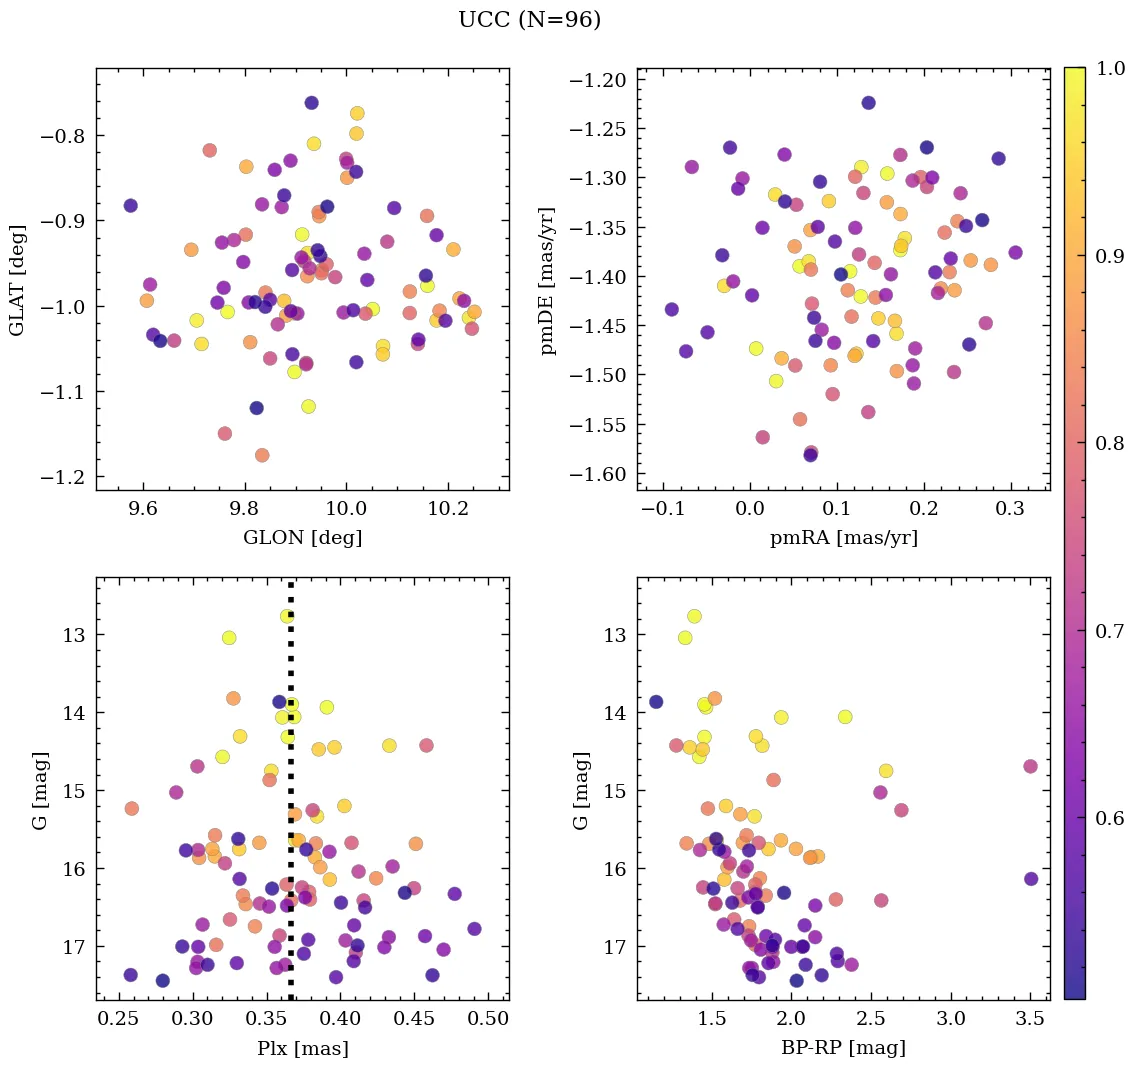 UCC (N=96)
−0.8
−0.9
−1.0
−1.1
−1.2
GLAT [deg]
9.6 9.8 10.0 10.2
GLON [deg]
−1.20
−1.25
−1.30
−1.35
−1.40
−1.45
−1.50
−1.55
−1.60
pmDE [mas/yr]
−0.1 0.0 0.1 0.2 0.3
pmRA [mas/yr]
13
14
15
16
17
G [mag]
0.25 0.30 0.35 0.40 0.45 0.50
Plx [mas]
13
14
15
16
17
G [mag]
1.5 2.0 2.5 3.0 3.5
BP-RP [mag]
1.0
0.9
0.8
0.7
0.6